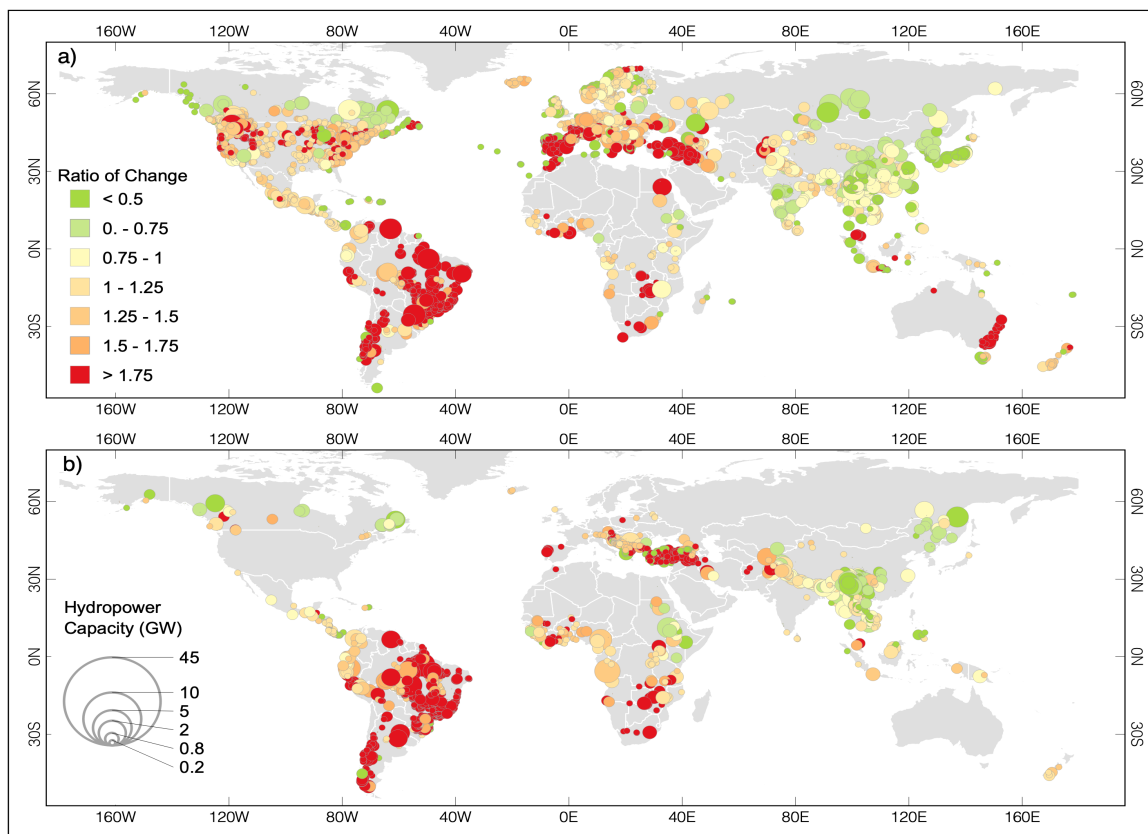 160W 120W 80W 40W 0E 40E 80E 120E 160E
a)
60N 60N
30N 30N
Ratio of Change
< 0.5
0. - 0.75
0.75 - 1
0N 0N
1 - 1.25
1.25 - 1.5
30S 30S
1.5 - 1.75
> 1.75
160W 120W 80W 40W 0E 40E 80E 120E 160E
160W 120W 80W 40W 0E 40E 80E 120E 160E
b)
60N 60N
30N 30N
Hydropower
Capacity (GW)
45
0N 0N
10
5
2
30S 30S
0.8
0.2
160W 120W 80W 40W 0E 40E 80E 120E 160E